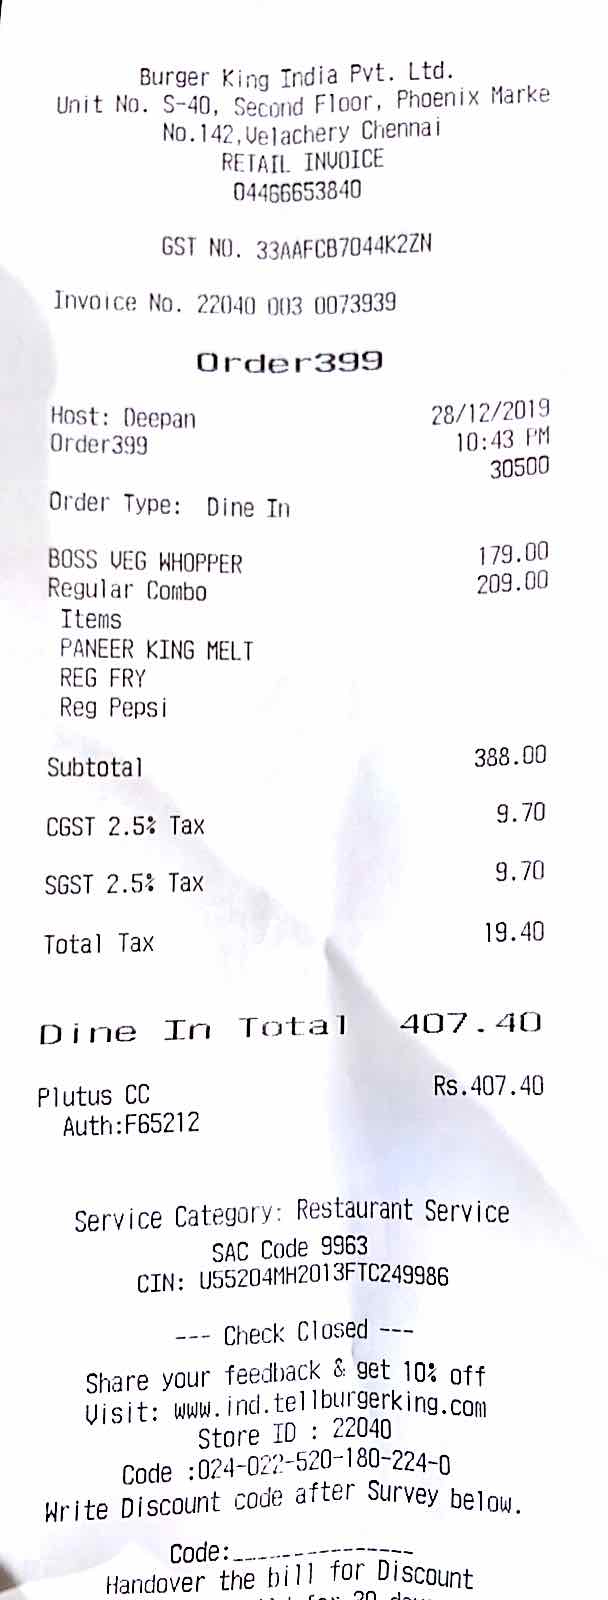 Burger King India Pvt. Ltd.
Unit No. S-40, Second Floor, Phoenix Marke
No.142,Velachery Chennai
RETAIL INVOICE
04466653840
GST NO. 33AAFCB7044K2ZN
Invoice No. 22040 003 0073939
Order399
Host: Deepan 28/12/2019
Order399 10:43 PM
30500
Order Type: Dine In
BOSS VEG WHOPPER 179.00
Regular Combo 209.00
Items
PANEER KING MELT
REG FRY
Reg Pepsi
Subtotal 388.00
CGST 2.5% Tax 9.70
SGST 2.5% Tax 9.70
Total Tax 19.40
Dine In Total 407.40
Plutus CC Rs.407.40
Auth:F65212
Service Category: Restaurant Service
SAC Code 9963
CIN: U55204MH2013FTC249986
--- Check Closed ---
Share your feedback & get 10% off
Visit: www.ind.tellburgerking.com
Store ID : 22040
Code :024-022-520-180-224-0
Write Discount code after Survey below.
Code:_________________
Handover the bill for Discount